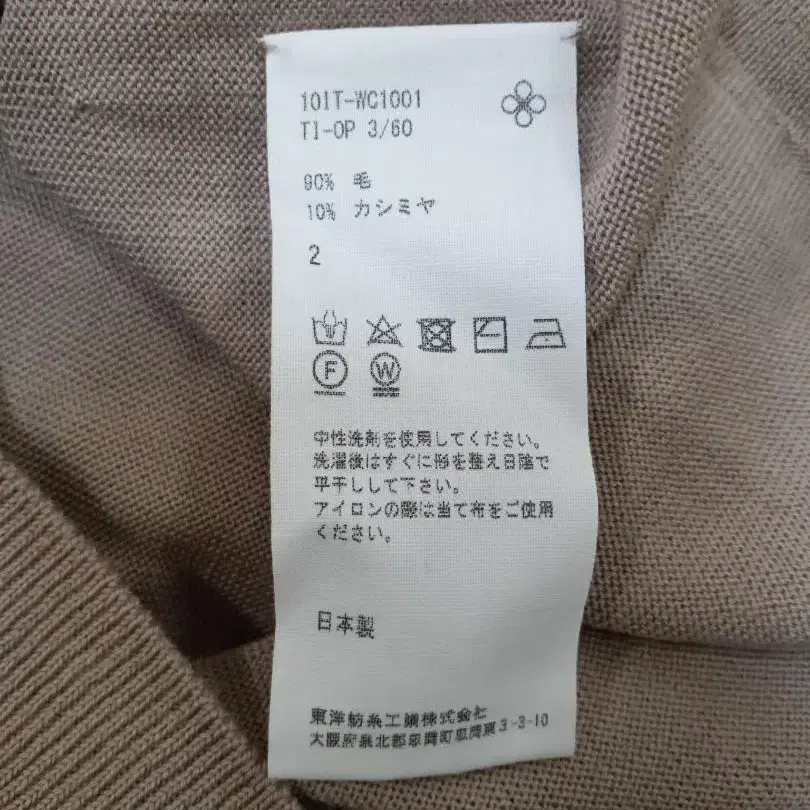 10IT-WC1001
TI-OP 3/60
90% 毛
10% カシミヤ
2
F W
中性洗剤を使用してください。
洗濯後はすぐに形を整え日陰で
平干しして下さい。
アイロンの際は当て布をご使用
ください。
日本製
東洋紡糸工業株式会社
大阪府泉北郡忠岡町忠岡東3-3-10